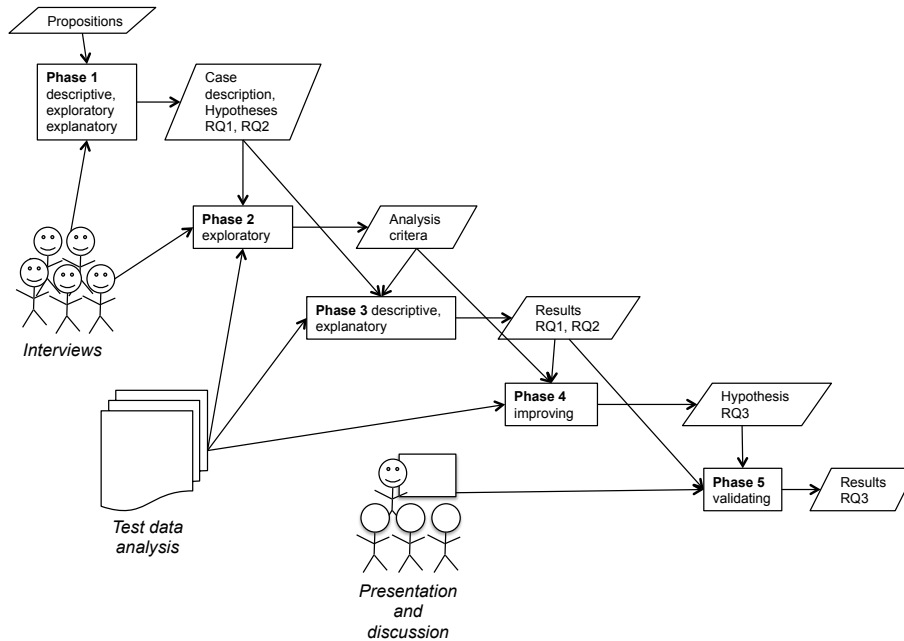 Propositions
Phase 1
descriptive,
exploratory
explanatory
Case
description,
Hypotheses
RQ1, RQ2
Phase 2
exploratory
Analysis
critera
Phase 3 descriptive,
explanatory
Results
RQ1, RQ2
Interviews
Phase 4
improving
Hypothesis
RQ3
Phase 5
validating
Results
RQ3
Test data
analysis
Presentation
and
discussion